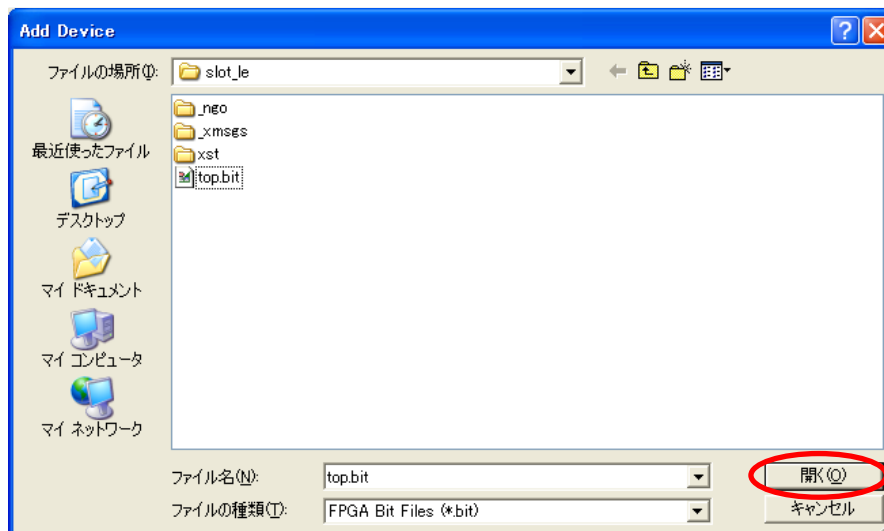 Add Device
ファイルの場所(I): slot_le
_ngo
_xmsgs
xst
top.bit
最近使ったファイル
デスクトップ
マイ ドキュメント
マイ コンピュータ
マイ ネットワーク
ファイル名(N): top.bit 開く(O)
ファイルの種類(T): FPGA Bit Files (*.bit) キャンセル